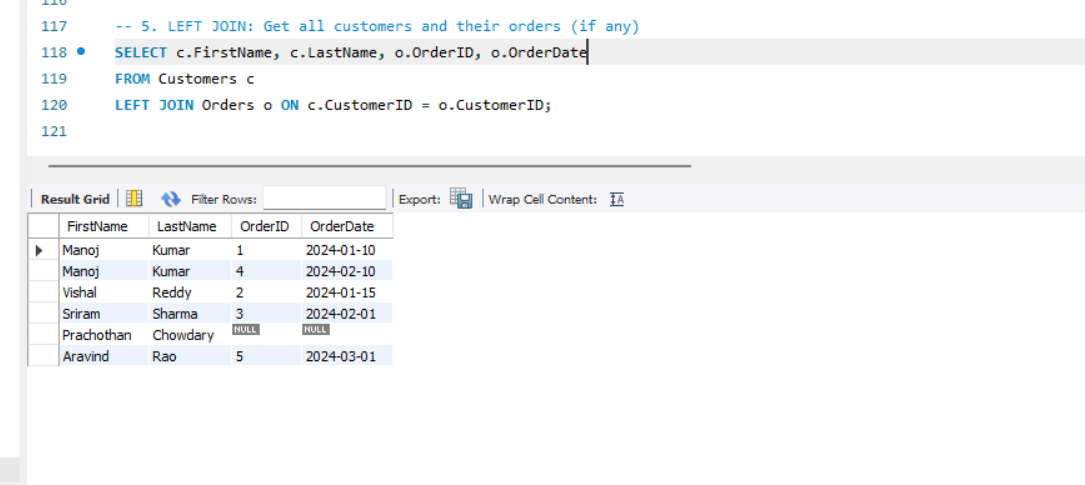 116
117 -- 5. LEFT JOIN: Get all customers and their orders (if any)
118 SELECT c.FirstName, c.LastName, o.OrderID, o.OrderDate
119 FROM Customers c
120 LEFT JOIN Orders o ON c.CustomerID = o.CustomerID;
121
Result Grid Filter Rows: Export: Wrap Cell Content: IA
FirstName LastName OrderID OrderDate
Manoj Kumar 1 2024-01-10
Manoj Kumar 4 2024-02-10
Vishal Reddy 2 2024-01-15
Sriram Sharma 3 2024-02-01
Prachothan Chowdary NULL NULL
Aravind Rao 5 2024-03-01